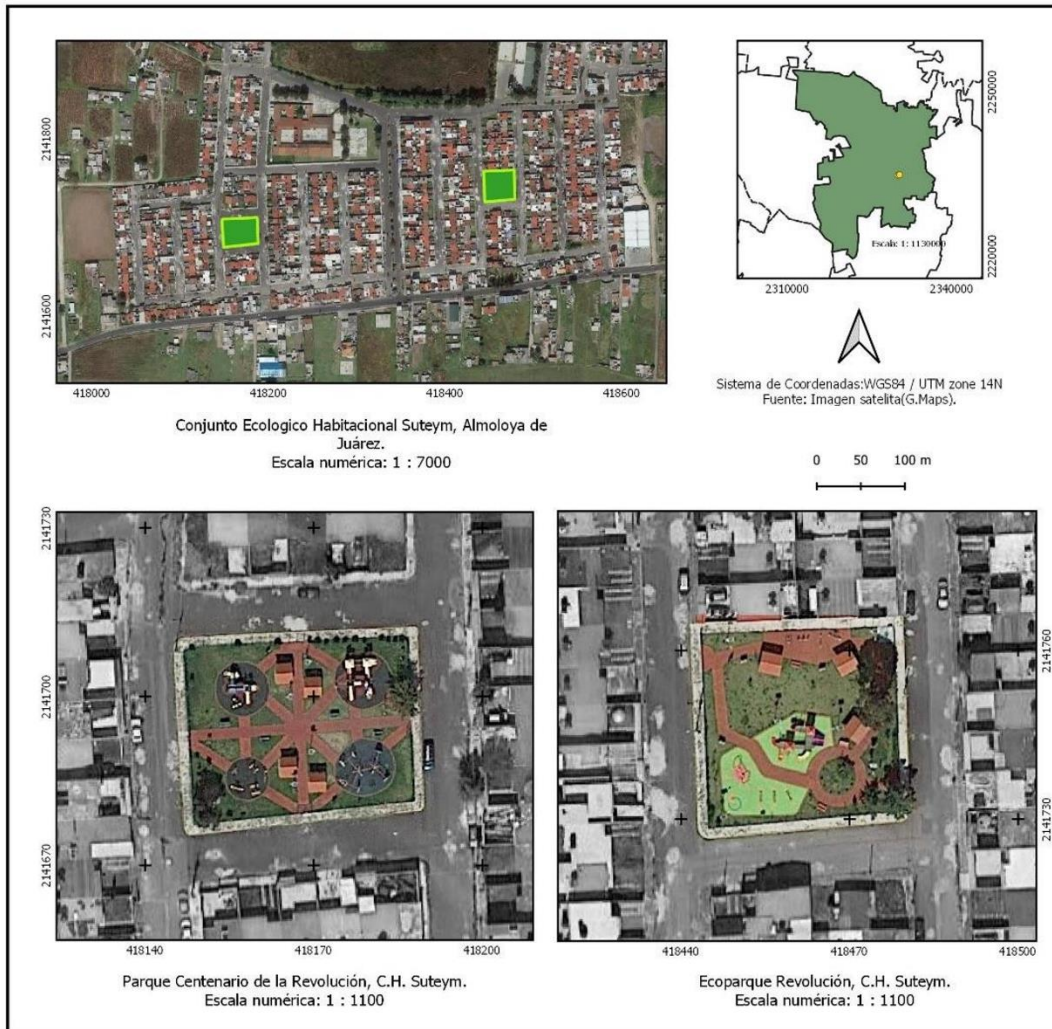 2141800
2141600
418000
418200
418400
418600
Conjunto Ecologico Habitacional Suteym, Almoloya de
Juárez.
Escala numérica: 1 : 7000
2250000
2220000
Escala: 1: 1130000
2310000
2340000
Sistema de Coordenadas:WGS84 / UTM zone 14N
Fuente: Imagen satelita(G.Maps).
0 50 100 m
2141730
2141700
2141670
418140
418170
418200
Parque Centenario de la Revolución, C.H. Suteym.
Escala numérica: 1 : 1100
2141760
2141730
418440
418470
418500
Ecoparque Revolución, C.H. Suteym.
Escala numérica: 1 : 1100